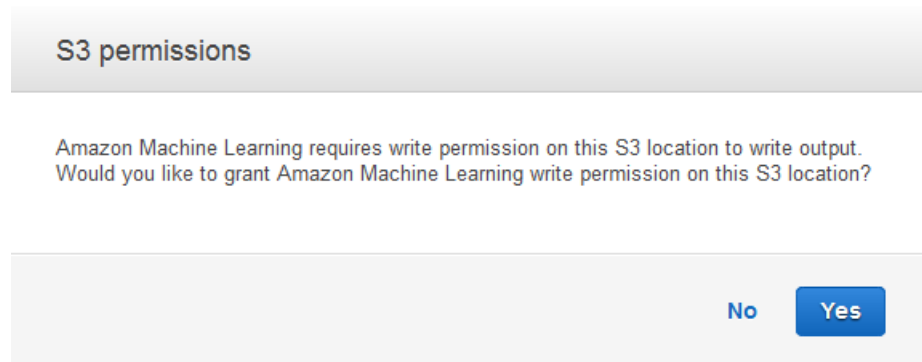 S3 permissions
Amazon Machine Learning requires write permission on this S3 location to write output.
Would you like to grant Amazon Machine Learning write permission on this S3 location?
No
Yes